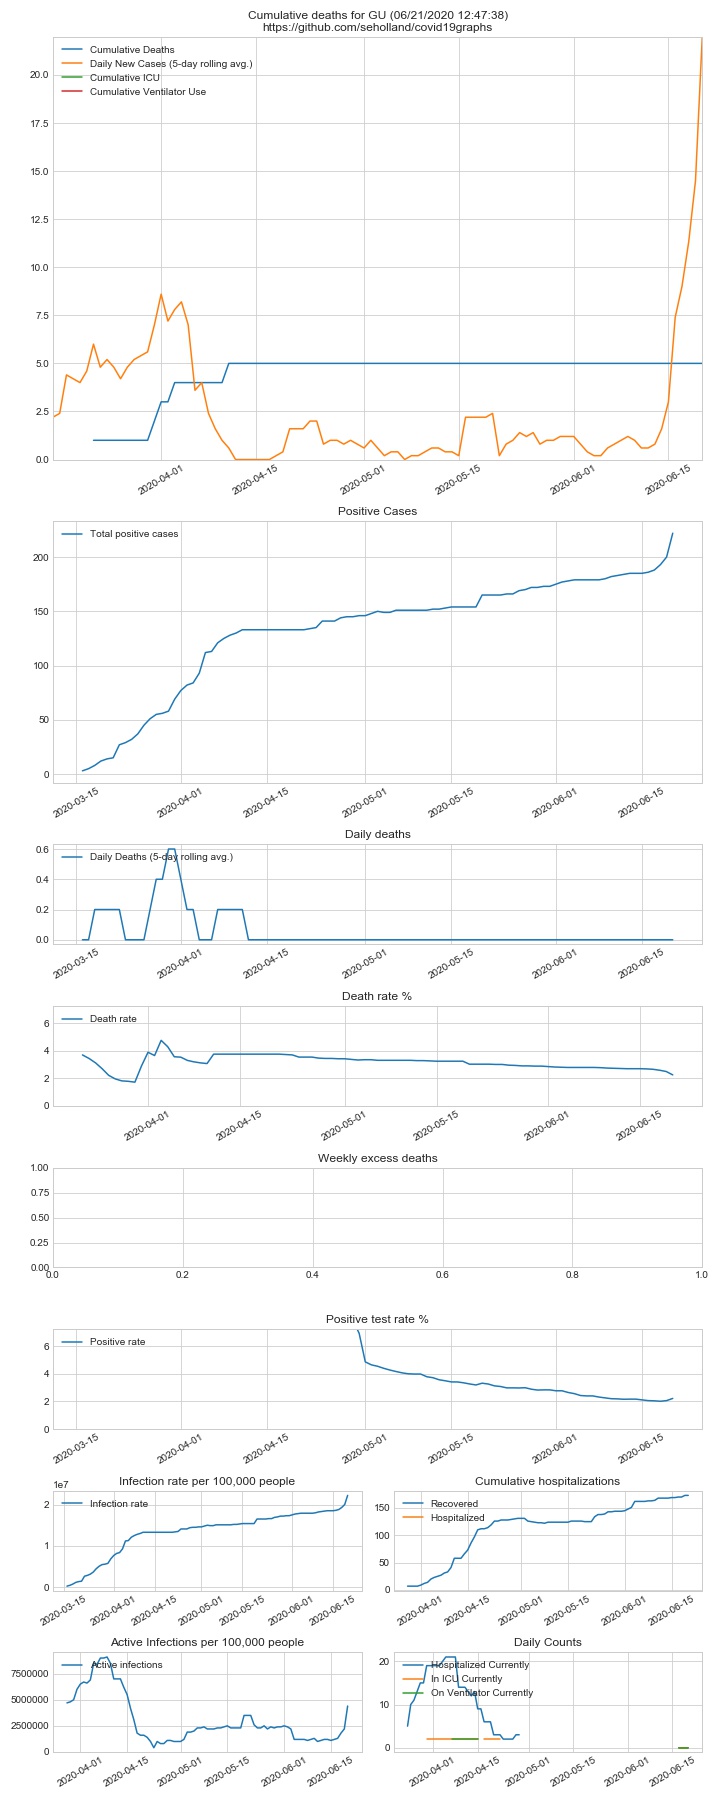 Cumulative deaths for GU (06/21/2020 12:47:38)
https://github.com/seholland/covid19graphs
Cumulative Deaths
Daily New Cases (5-day rolling avg.)
Cumulative ICU
Cumulative Ventilator Use
20.0
17.5
15.0
12.5
10.0
7.5
5.0
2.5
0.0
2020-04-01 2020-04-15 2020-05-01 2020-05-15 2020-06-01 2020-06-15
Positive Cases
Total positive cases
200
150
100
50
0
2020-03-15 2020-04-01 2020-04-15 2020-05-01 2020-05-15 2020-06-01 2020-06-15
Daily deaths
Daily Deaths (5-day rolling avg.)
0.6
0.4
0.2
0.0
2020-03-15 2020-04-01 2020-04-15 2020-05-01 2020-05-15 2020-06-01 2020-06-15
Death rate %
Death rate
6
4
2
0
2020-04-01 2020-04-15 2020-05-01 2020-05-15 2020-06-01 2020-06-15
Weekly excess deaths
1.00
0.75
0.50
0.25
0.00
0.0 0.2 0.4 0.6 0.8 1.0
Positive test rate %
Positive rate
6
4
2
0
2020-03-15 2020-04-01 2020-04-15 2020-05-01 2020-05-15 2020-06-01 2020-06-15
Infection rate per 100,000 people
1e7
Infection rate
2
1
0
2020-03-15 2020-04-01 2020-04-15 2020-05-01 2020-05-15 2020-06-01 2020-06-15
Cumulative hospitalizations
Recovered
Hospitalized
150
100
50
0
2020-04-01 2020-04-15 2020-05-01 2020-05-15 2020-06-01 2020-06-15
Active Infections per 100,000 people
Active infections
7500000
5000000
2500000
0
2020-04-01 2020-04-15 2020-05-01 2020-05-15 2020-06-01 2020-06-15
Daily Counts
Hospitalized Currently
In ICU Currently
On Ventilator Currently
20
10
0
2020-04-01 2020-04-15 2020-05-01 2020-05-15 2020-06-01 2020-06-15